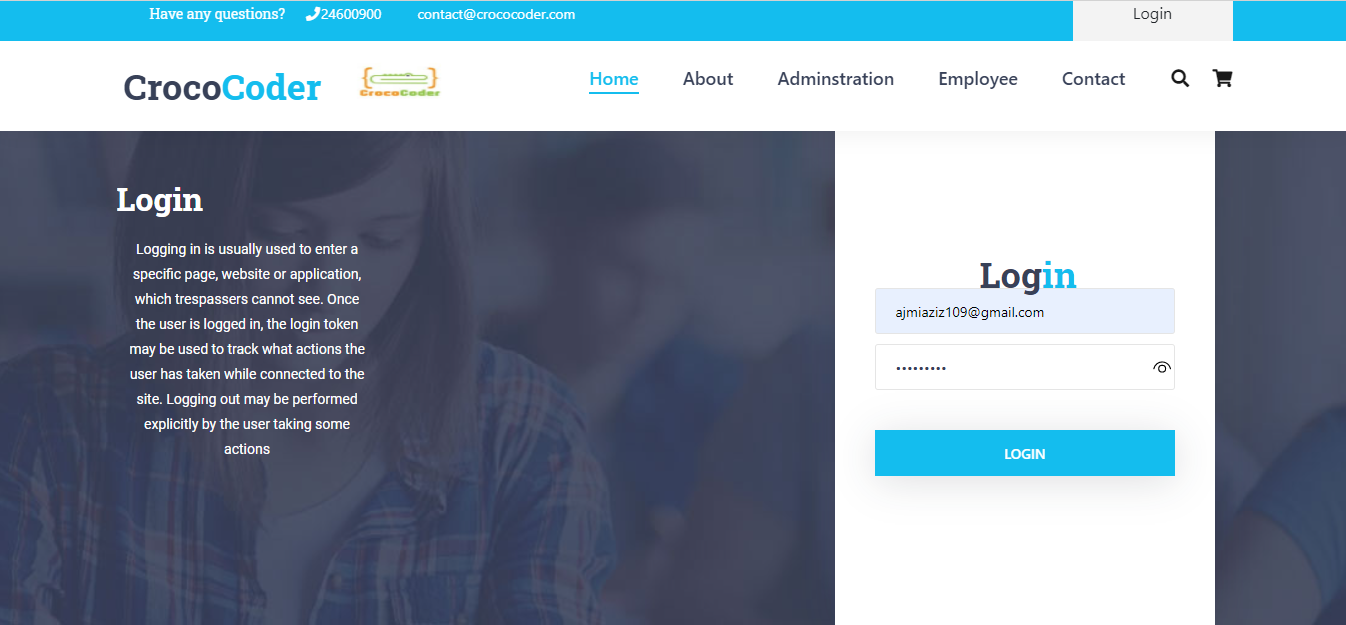 Have any questions? 24600900 contact@crococoder.com Login
CrocoCoder {CrocoCoder} Home About Adminstration Employee Contact
Login
Logging in is usually used to enter a
specific page, website or application,
which trespassers cannot see. Once
the user is logged in, the login token
may be used to track what actions the
user has taken while connected to the
site. Logging out may be performed
explicitly by the user taking some
actions
Login
ajmiaziz109@gmail.com
•••••••••
LOGIN